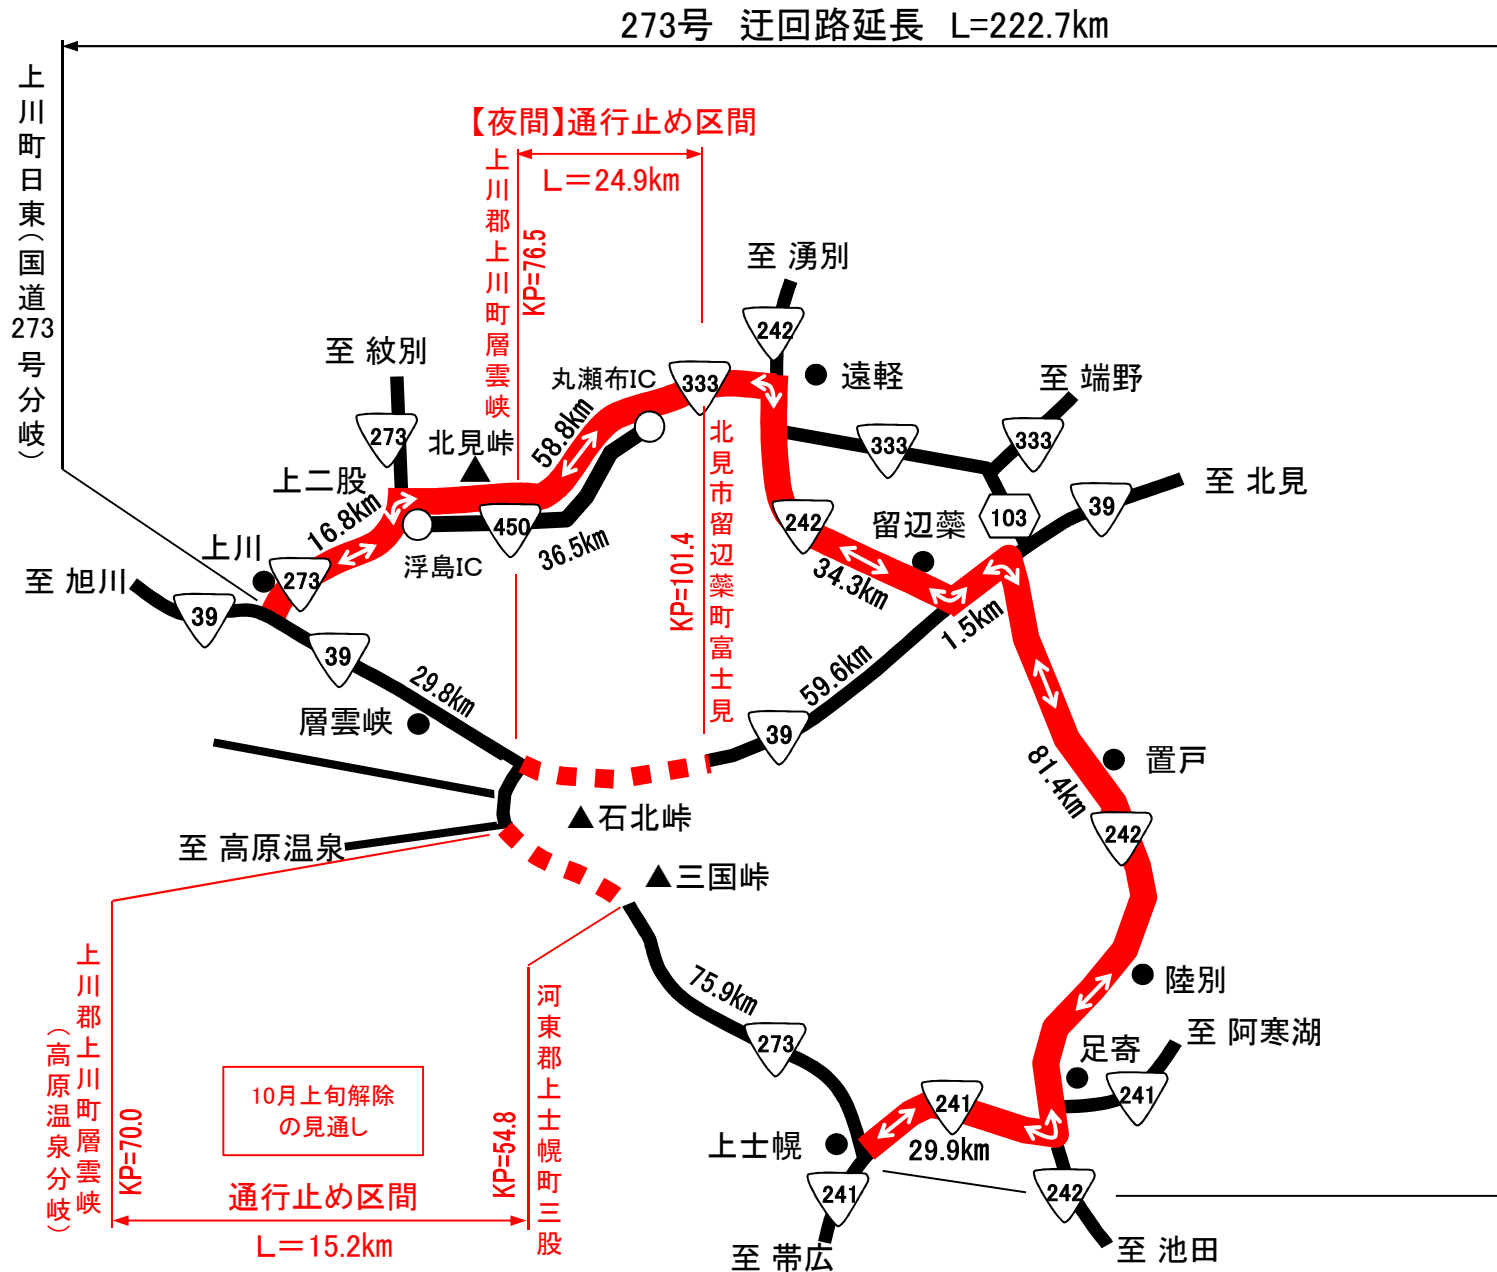 273号 迂回路延長 L=222.7km
上川町日東（国道273号分岐）
【夜間】通行止め区間
L＝24.9km
上川郡上川町層雲峡
KP=76.5
至 湧別
242
至 紋別
丸瀬布IC
333
遠軽
至 端野
273
北見峠
58.8km
北見市留辺蘂町富士見
KP=101.4
333
333
至 北見
上二股
16.8km
450
36.5km
242
留辺蘂
103
39
上川
浮島IC
34.3km
至 旭川
273
39
39
1.5km
29.8km
59.6km
層雲峡
39
置戸
81.4km
石北峠
242
至 高原温泉
三国峠
上川郡上川町層雲峡
（高原温泉分岐）
KP=70.0
75.9km
陸別
河東郡上士幌町三股
KP=54.8
273
足寄
至 阿寒湖
10月上旬解除
の見通し
241
241
上士幌
29.9km
通行止め区間
241
242
L＝15.2km
至 帯広
至 池田